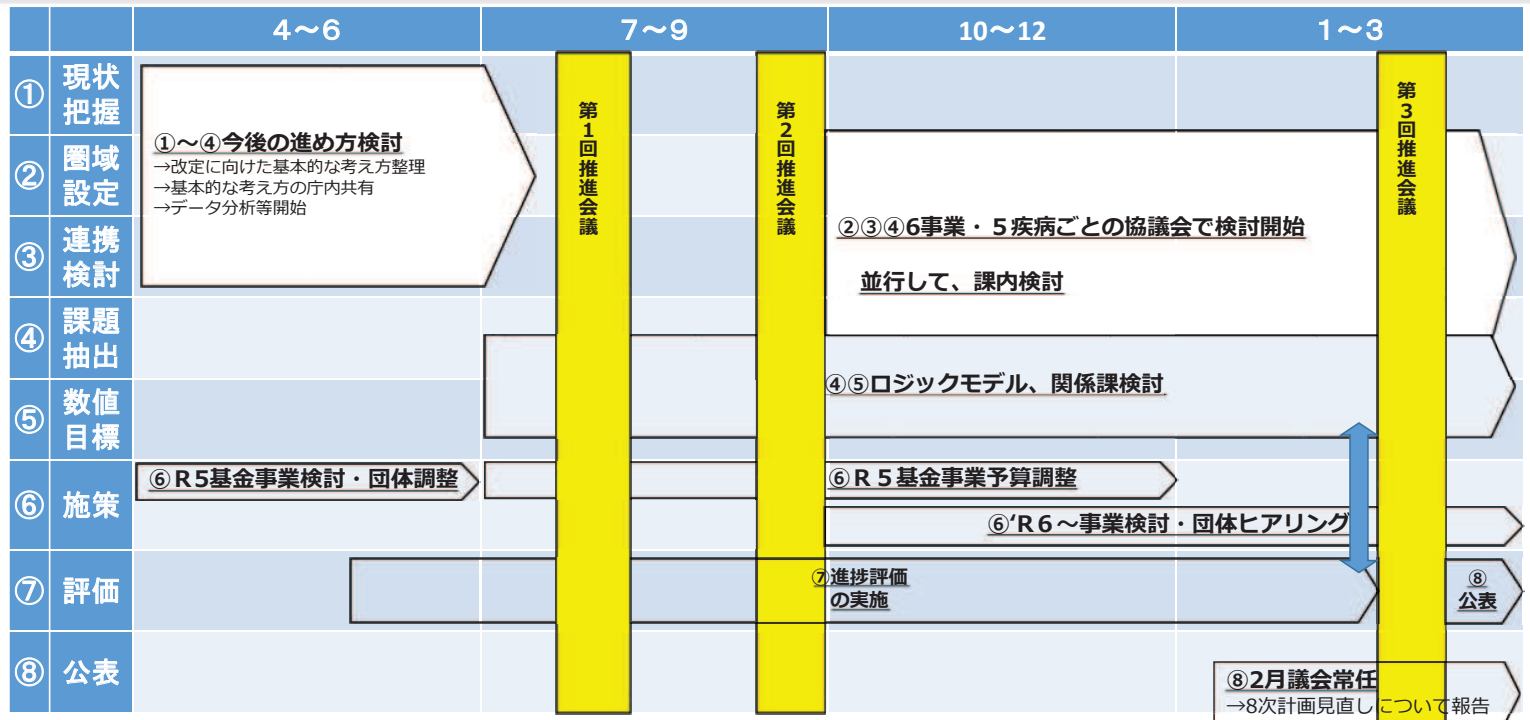 4～6
7～9
10～12
1～3
①
現状
把握
②
圏域
設定
③
連携
検討
④
課題
抽出
⑤
数値
目標
⑥
施策
⑦
評価
⑧
公表
①～④今後の進め方検討
→改定に向けた基本的な考え方整理
→基本的な考え方の庁内共有
→データ分析等開始
第1回推進会議
第2回推進会議
第3回推進会議
②③④6事業・５疾病ごとの協議会で検討開始
並行して、課内検討
④⑤ロジックモデル、関係課検討
⑥R5基金事業検討・団体調整
⑥R５基金事業予算調整
⑥‘R6～事業検討・団体ヒアリング
⑦進捗評価
の実施
⑧
公表
⑧2月議会常任
→8次計画見直しについて報告